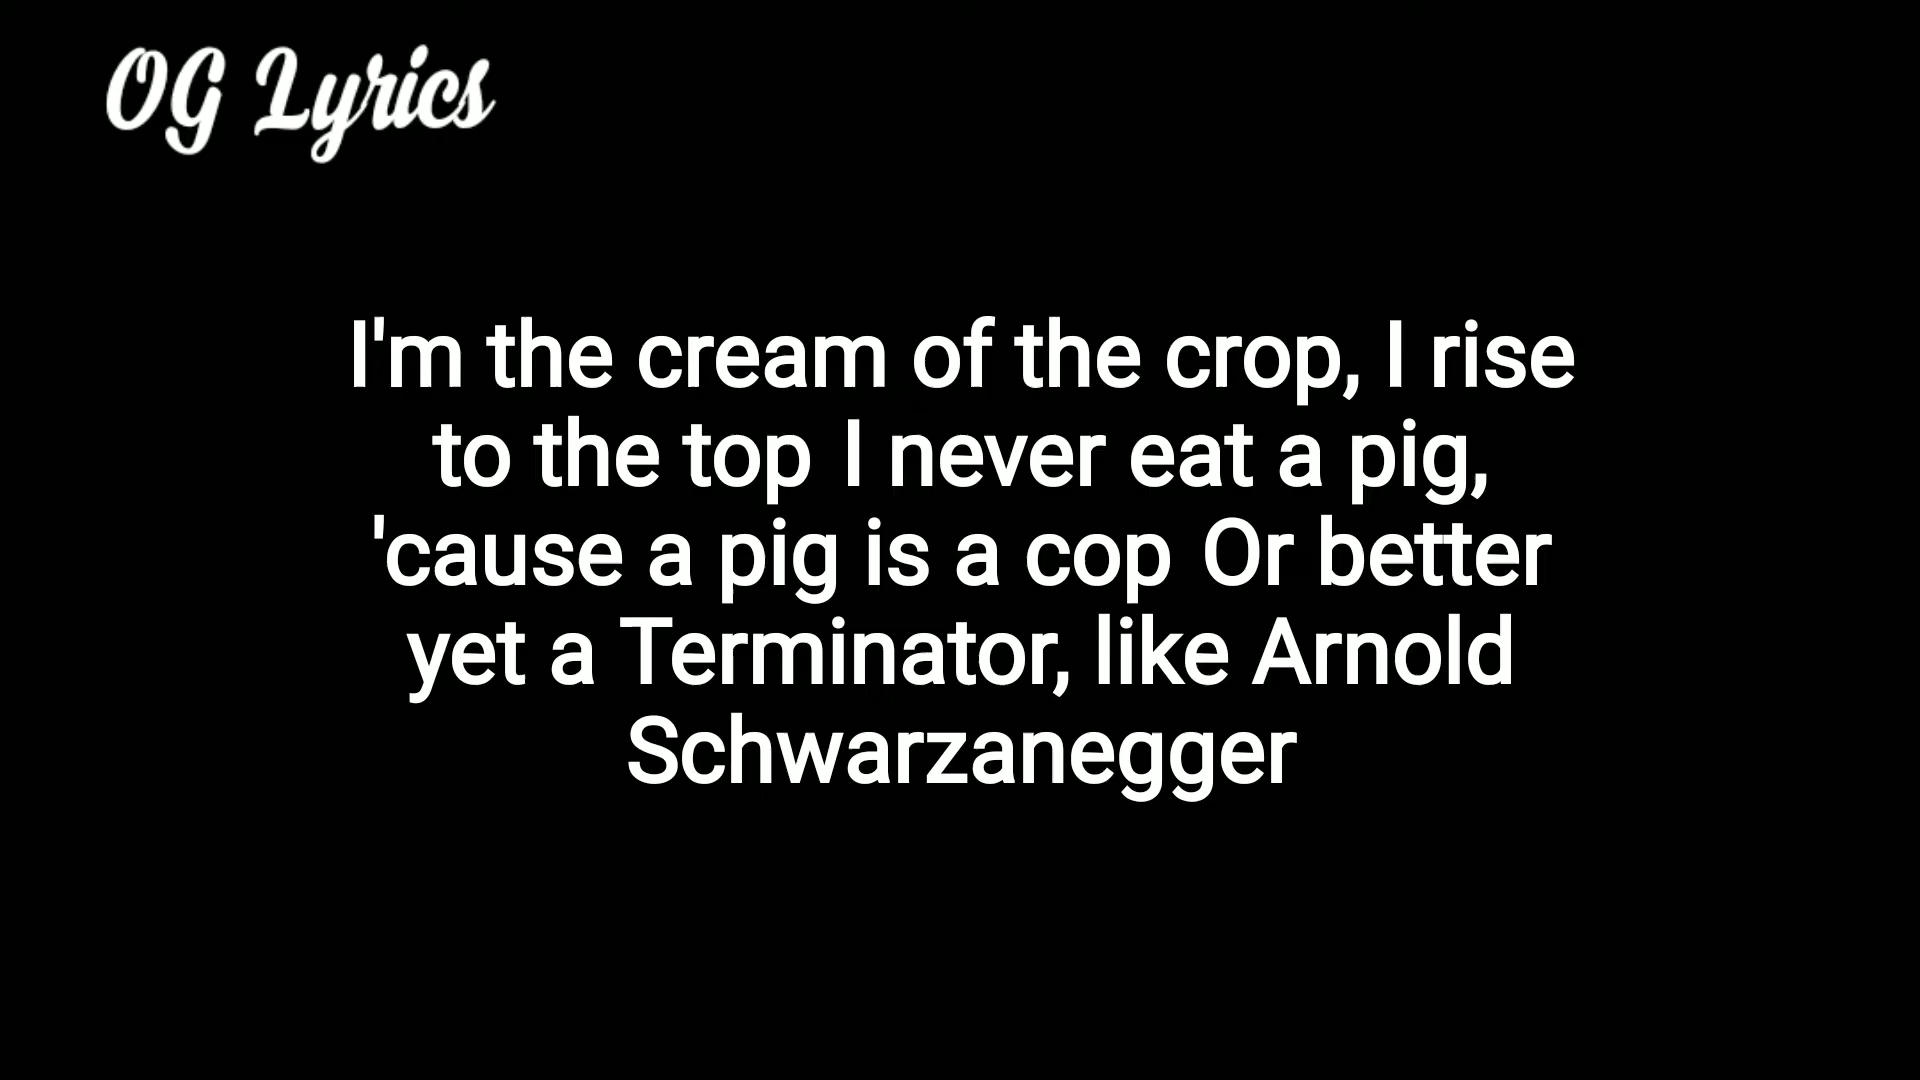 OG Lyrics
I'm the cream of the crop, I rise
to the top I never eat a pig,
'cause a pig is a cop Or better
yet a Terminator, like Arnold
Schwarzanegger